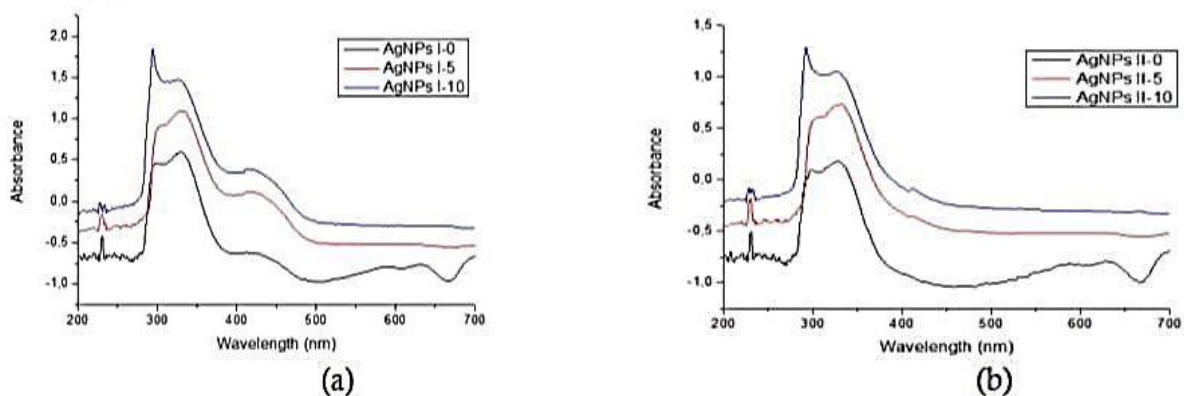 AgNPs I-0
AgNPs I-5
AgNPs I-10
2,0
1,5
1,0
0,5
0,0
-0,5
-1,0
Absorbance
200 300 400 500 600 700
Wavelength (nm)
(a)
AgNPs II-0
AgNPs II-5
AgNPs II-10
1,5
1,0
0,5
0,0
-0,5
-1,0
Absorbance
200 300 400 500 600 700
Wavelength (nm)
(b)